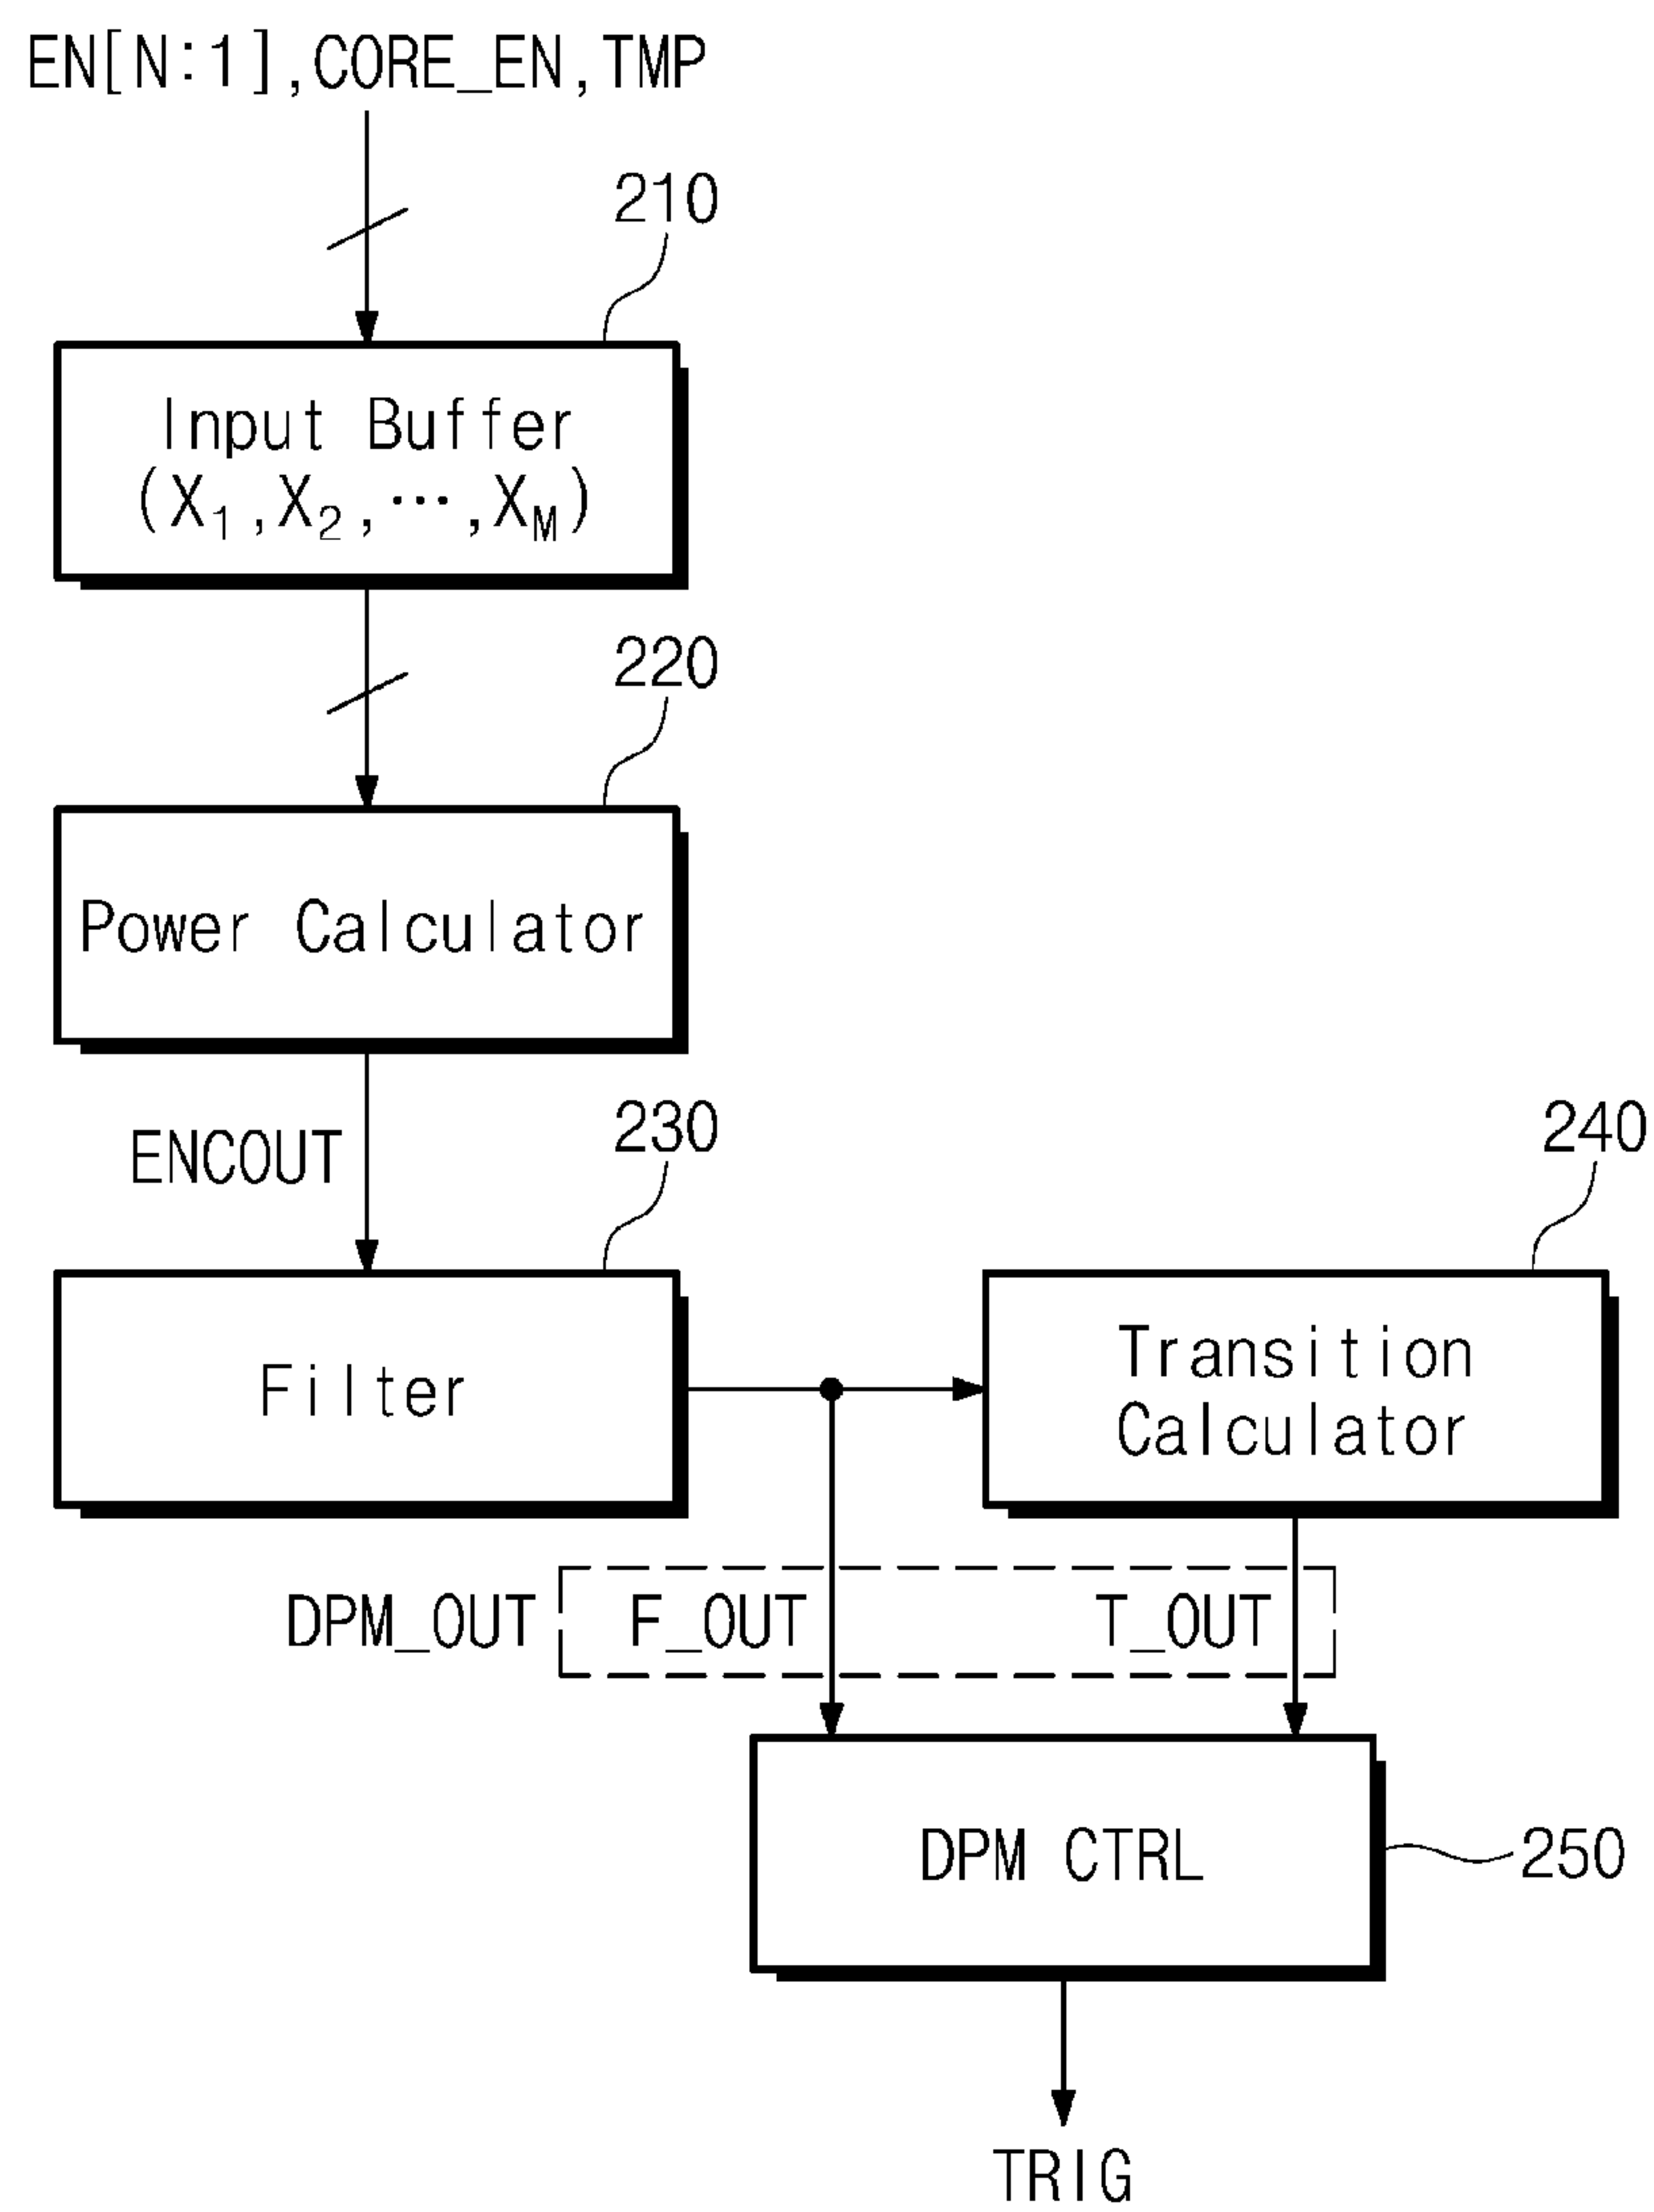 EN[N:1],CORE_EN,TMP
210
Input Buffer
(X₁,X₂,⋯,X_M)
220
Power Calculator
ENCOUT
230
240
Filter
Transition
Calculator
DPM_OUT
F_OUT
T_OUT
DPM CTRL
250
TRIG